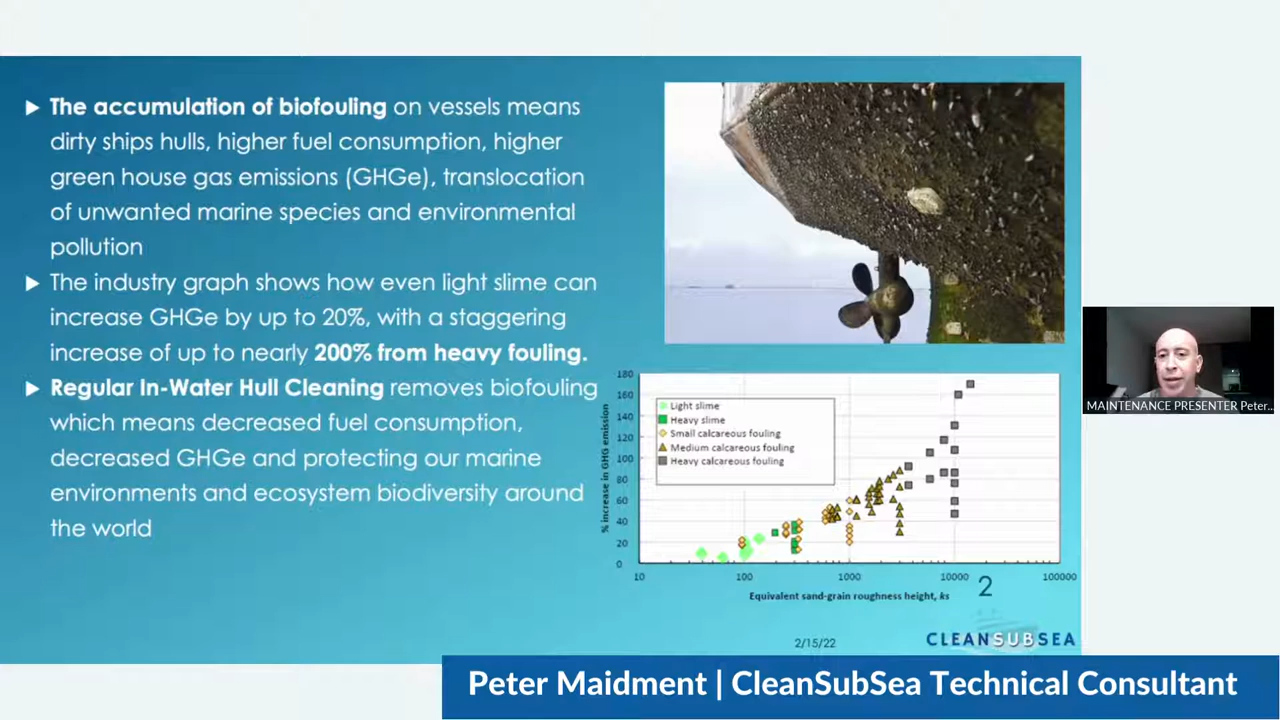 The accumulation of biofouling on vessels means
dirty ships hulls, higher fuel consumption, higher
green house gas emissions (GHGe), translocation
of unwanted marine species and environmental
pollution
The industry graph shows how even light slime can
increase GHGe by up to 20%, with a staggering
increase of up to nearly 200% from heavy fouling.
Regular In-Water Hull Cleaning removes biofouling
which means decreased fuel consumption,
decreased GHGe and protecting our marine
environments and ecosystem biodiversity around
the world
% increase in GHG emission
180
160
140
120
100
80
60
40
20
0
Light slime
Heavy slime
Small calcareous fouling
Medium calcareous fouling
Heavy calcareous fouling
10 100 1000 10000 100000
Equivalent sand-grain roughness height, ks
2
2/15/22
CLEANSUBSEA
MAINTENANCE PRESENTER Peter...
Peter Maidment | CleanSubSea Technical Consultant